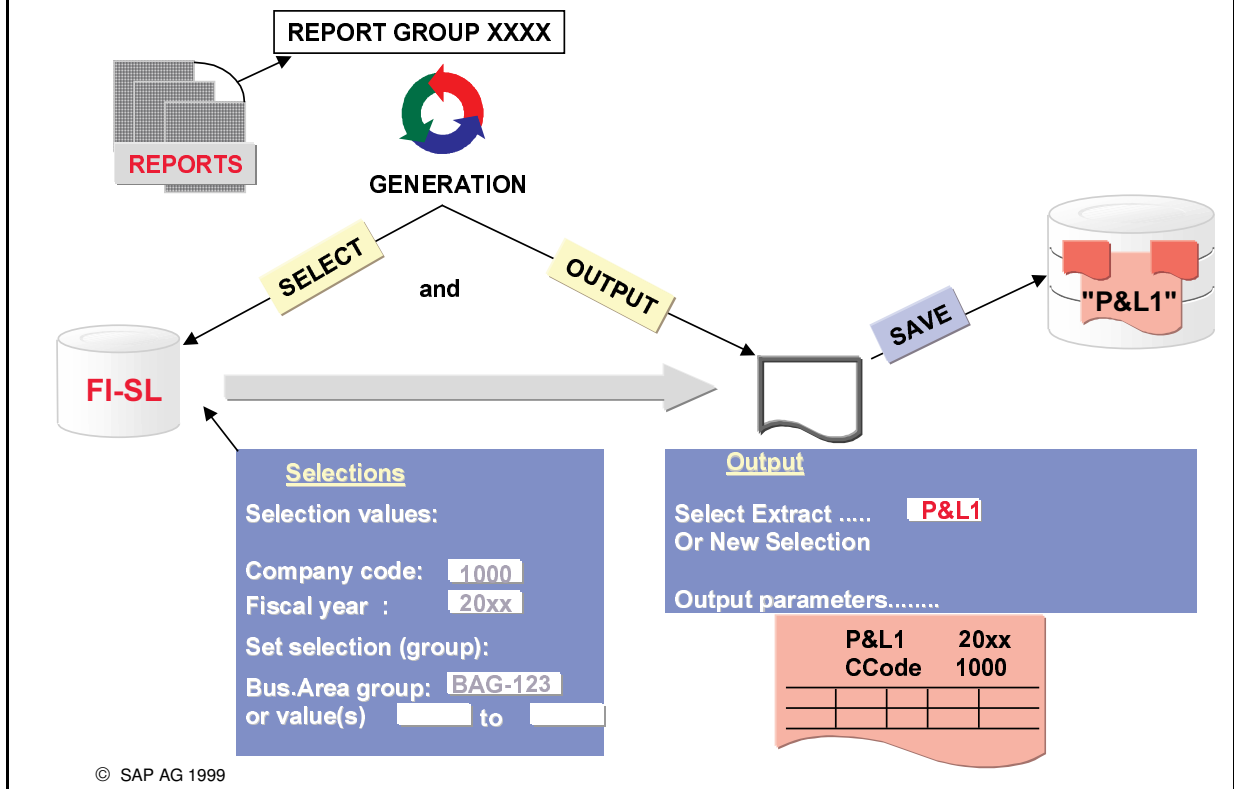 REPORT GROUP XXXX
REPORTS
GENERATION
SELECT
and
OUTPUT
SAVE
"P&L1"
FI-SL
Selections
Selection values:
Company code: 1000
Fiscal year : 20xx
Set selection (group):
Bus.Area group: BAG-123
or value(s) to
Output
Select Extract ..... P&L1
Or New Selection
Output parameters........
P&L1 20xx
CCode 1000
© SAP AG 1999